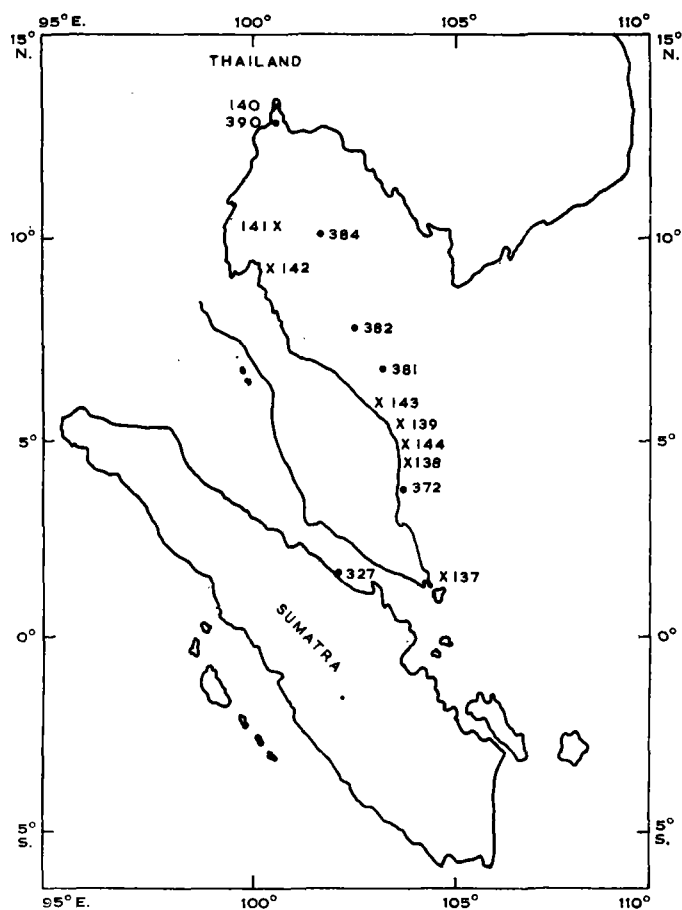 95° E. 100° 105° 110°
15° N. 15° N.
THAILAND
140
390
141 X
384
10° 10°
X 142
382
381
X 143
X 139
5° X 144 5°
X 138
372
327
X 137
SUMATRA
0° 0°
5° S. 5° S.
95° E. 100° 105° 110°